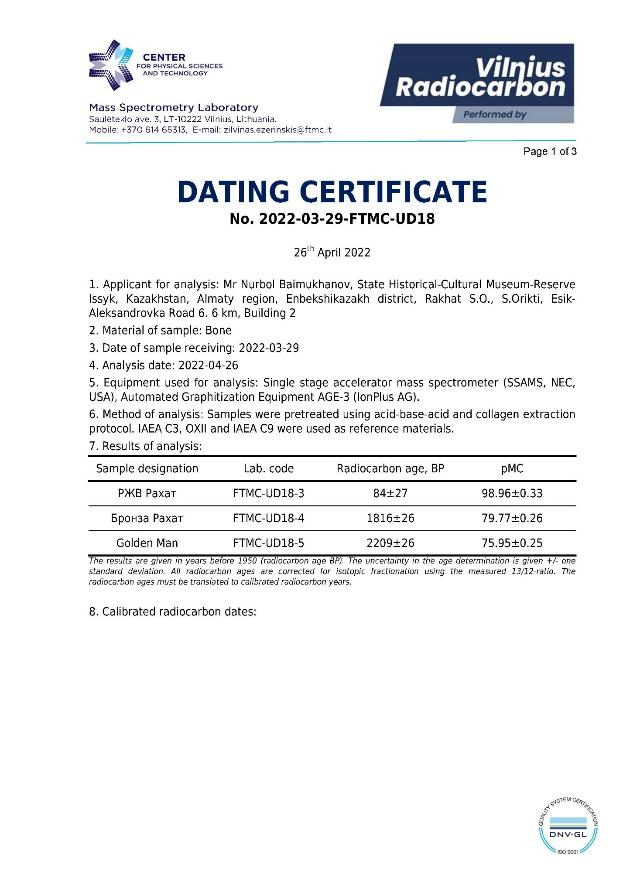 CENTER
FOR PHYSICAL SCIENCES
AND TECHNOLOGY
Vilnius
Radiocarbon
Performed by
Mass Spectrometry Laboratory
Saulėtekio ave. 3, LT-10222 Vilnius, Lithuania.
Mobile: +370 614 65313, E-mail: zilvinas.ezerinskis@ftmc.lt
Page 1 of 3
DATING CERTIFICATE
No. 2022-03-29-FTMC-UD18
26th April 2022
1. Applicant for analysis: Mr Nurbol Baimukhanov, State Historical-Cultural Museum-Reserve
Issyk, Kazakhstan, Almaty region, Enbekshikazakh district, Rakhat S.O., S.Orikti, Esik-
Aleksandrovka Road 6. 6 km, Building 2
2. Material of sample: Bone
3. Date of sample receiving: 2022-03-29
4. Analysis date: 2022-04-26
5. Equipment used for analysis: Single stage accelerator mass spectrometer (SSAMS, NEC,
USA), Automated Graphitization Equipment AGE-3 (IonPlus AG).
6. Method of analysis: Samples were pretreated using acid-base-acid and collagen extraction
protocol. IAEA C3, OXII and IAEA C9 were used as reference materials.
7. Results of analysis:
Sample designation Lab. code Radiocarbon age, BP pMC
РЖВ Рахат FTMC-UD18-3 84±27 98.96±0.33
Бронза Рахат FTMC-UD18-4 1816±26 79.77±0.26
Golden Man FTMC-UD18-5 2209±26 75.95±0.25
The results are given in years before 1950 (radiocarbon age BP). The uncertainty in the age determination is given +/- one
standard deviation. All radiocarbon ages are corrected for isotopic fractionation using the measured 13/12-ratio. The
radiocarbon ages must be translated to calibrated radiocarbon years.
8. Calibrated radiocarbon dates:
QUALITY SYSTEM CERTIFICATION
DNV·GL
ISO 9001